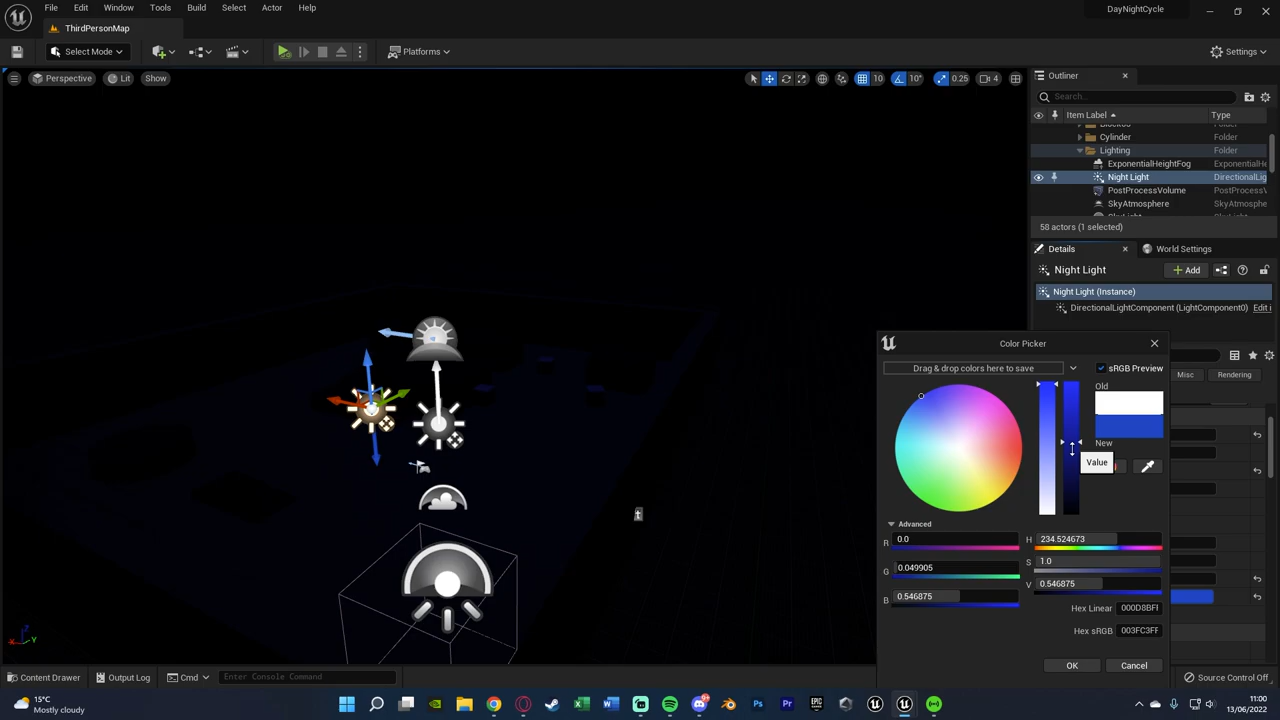 File Edit Window Tools Build Select Actor Help DayNightCycle
ThirdPersonMap
Select Mode Platforms Settings
Perspective Lit Show 10 10° 0.25 4
Outliner
Search...
Item Label Type
Cylinder Folder
Lighting Folder
ExponentialHeightFog ExponentialHe
Night Light DirectionalLig
PostProcessVolume PostProcessV
SkyAtmosphere SkyAtmosphere
58 actors (1 selected)
Details World Settings
Night Light Add
Night Light (Instance)
DirectionalLightComponent (LightComponent0) Edit i
Color Picker
Drag & drop colors here to save sRGB Preview
Old
Misc Rendering
New
Value
Advanced
R 0.0 H 234.524673
G 0.049905 S 1.0
B 0.546875 V 0.546875
Hex Linear 000D8BFI
Hex sRGB 003FC3FF
OK Cancel
Content Drawer Output Log Cmd Enter Console Command Source Control Off
15°C
Mostly cloudy
11:00
13/06/2022